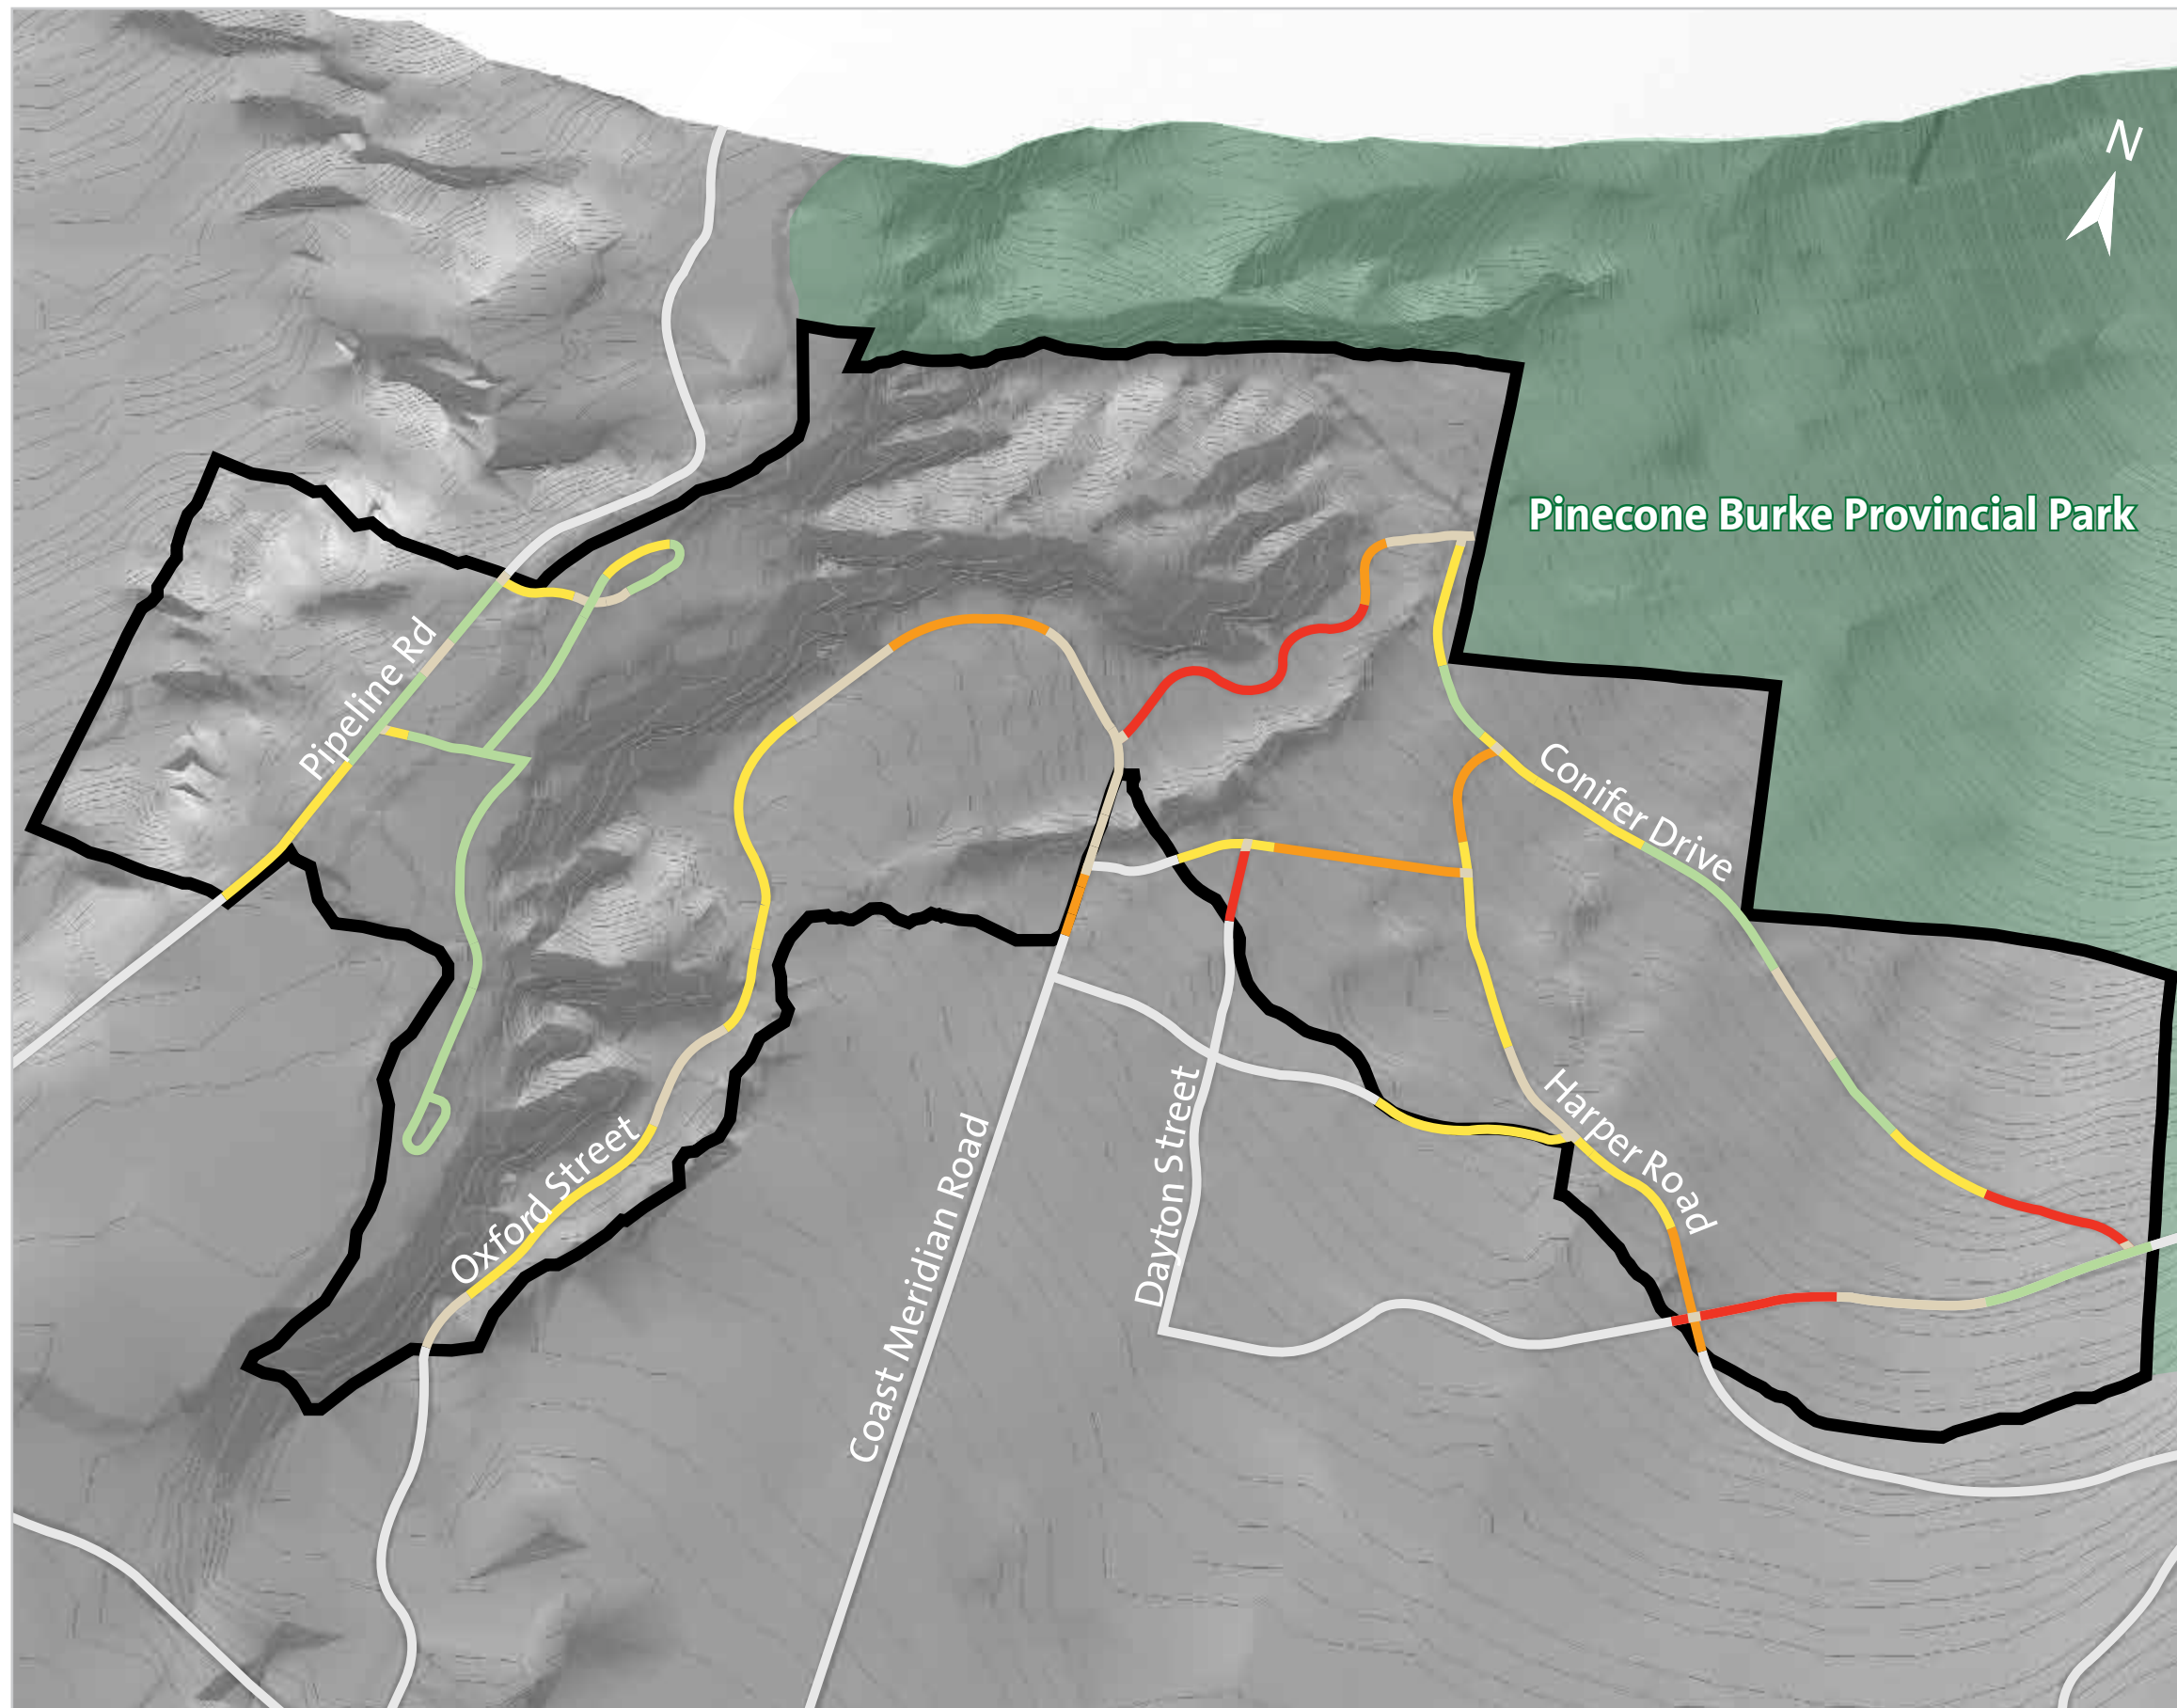 N
Pinecone Burke Provincial Park
Pipeline Rd
Conifer Drive
Harper Road
Oxford Street
Dayton Street
Coast Meridian Road